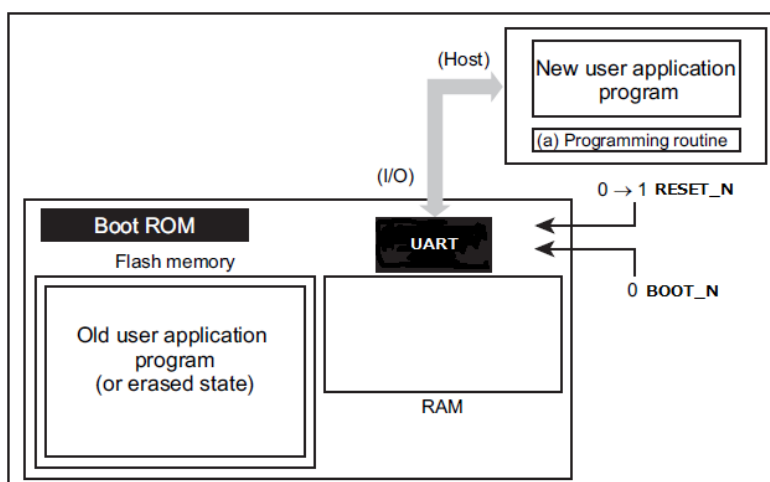 (Host)
New user application
program
(a) Programming routine
(I/O)
0 → 1 RESET_N
Boot ROM
UART
Flash memory
0 BOOT_N
Old user application
program
(or erased state)
RAM